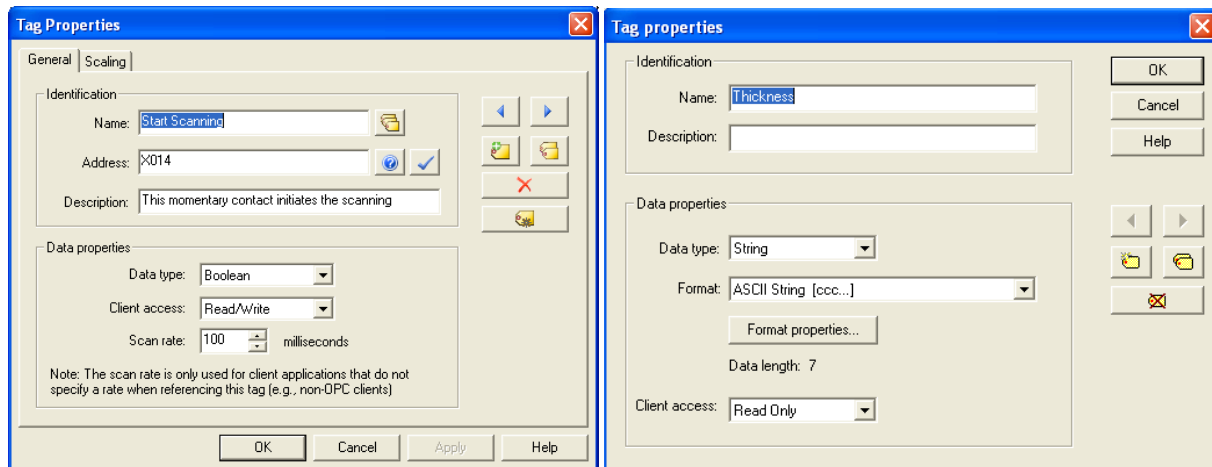 Tag Properties
General
Scaling
Identification
Name:
Start Scanning
Address:
X014
Description:
This momentary contact initiates the scanning
Data properties
Data type:
Boolean
Client access:
Read/Write
Scan rate:
100
milliseconds
Note: The scan rate is only used for client applications that do not
specify a rate when referencing this tag (e.g., non-OPC clients)
OK
Cancel
Apply
Help
Tag properties
Identification
Name:
Thickness
Description:
OK
Cancel
Help
Data properties
Data type:
String
Format:
ASCII String [ccc...]
Format properties...
Data length: 7
Client access:
Read Only